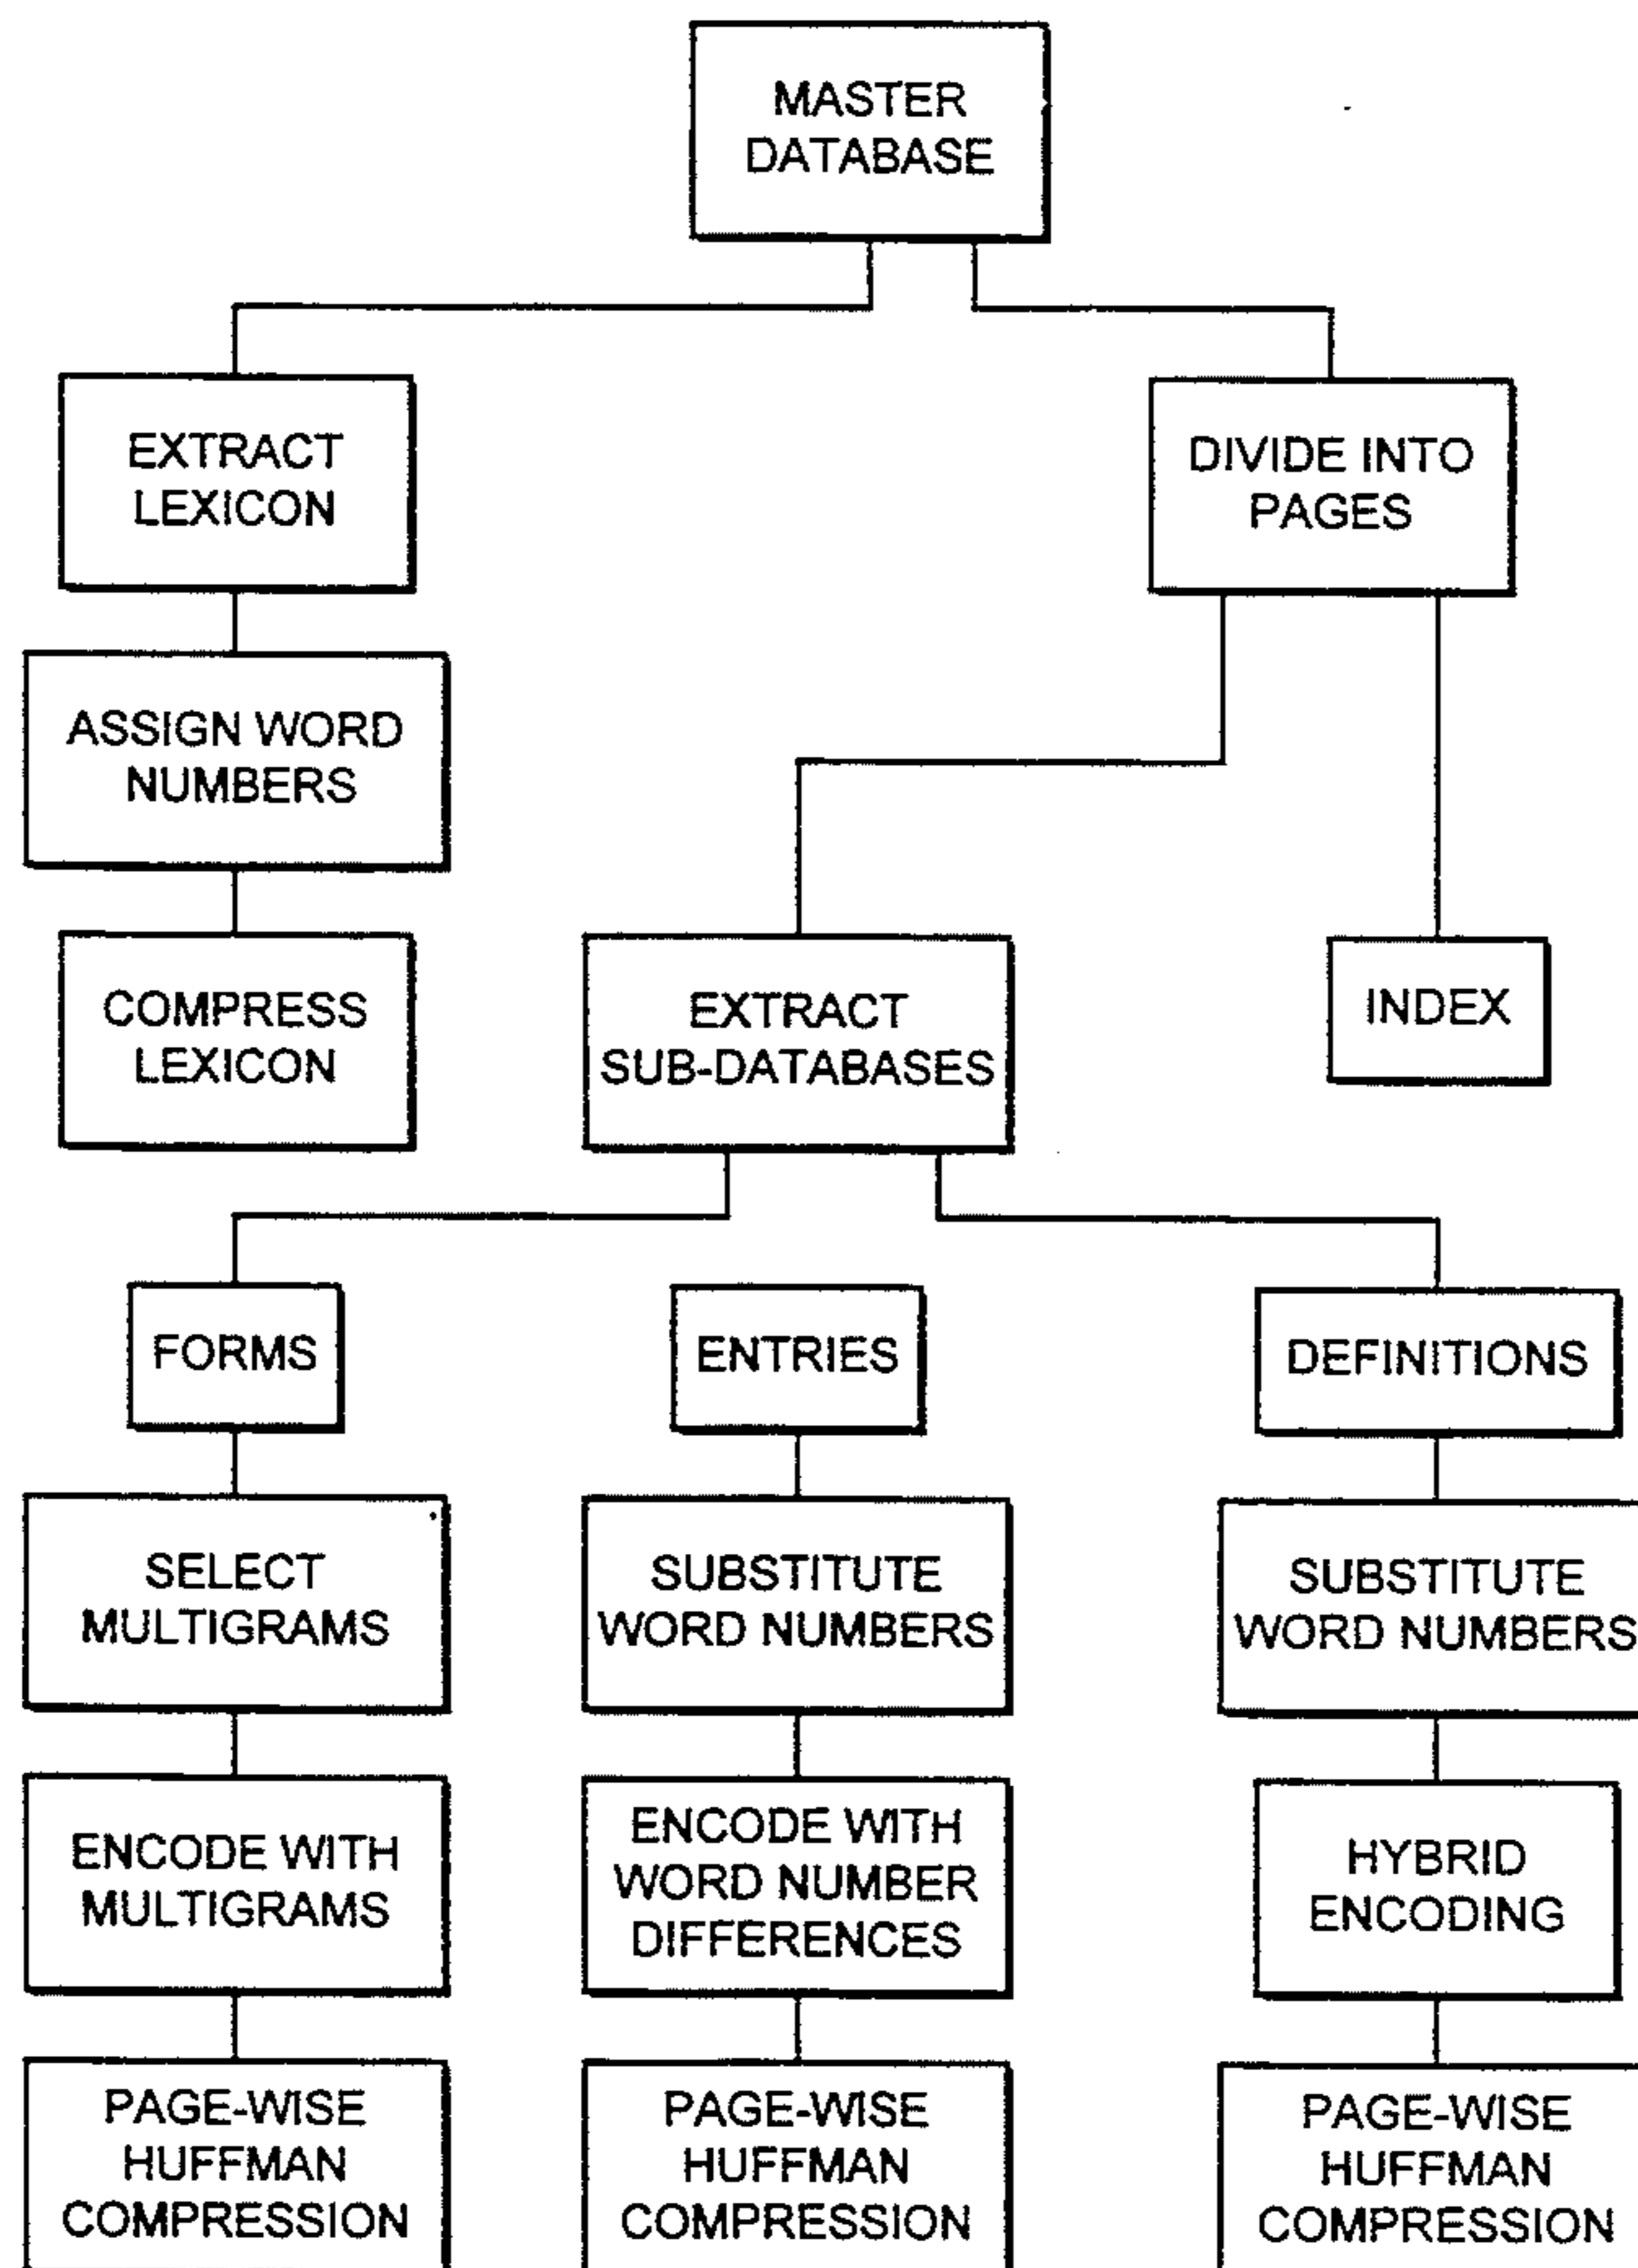 MASTER
DATABASE
EXTRACT
LEXICON
DIVIDE INTO
PAGES
ASSIGN WORD
NUMBERS
COMPRESS
LEXICON
EXTRACT
SUB-DATABASES
INDEX
FORMS
ENTRIES
DEFINITIONS
SELECT
MULTIGRAMS
SUBSTITUTE
WORD NUMBERS
SUBSTITUTE
WORD NUMBERS
ENCODE WITH
MULTIGRAMS
ENCODE WITH
WORD NUMBER
DIFFERENCES
HYBRID
ENCODING
PAGE-WISE
HUFFMAN
COMPRESSION
PAGE-WISE
HUFFMAN
COMPRESSION
PAGE-WISE
HUFFMAN
COMPRESSION